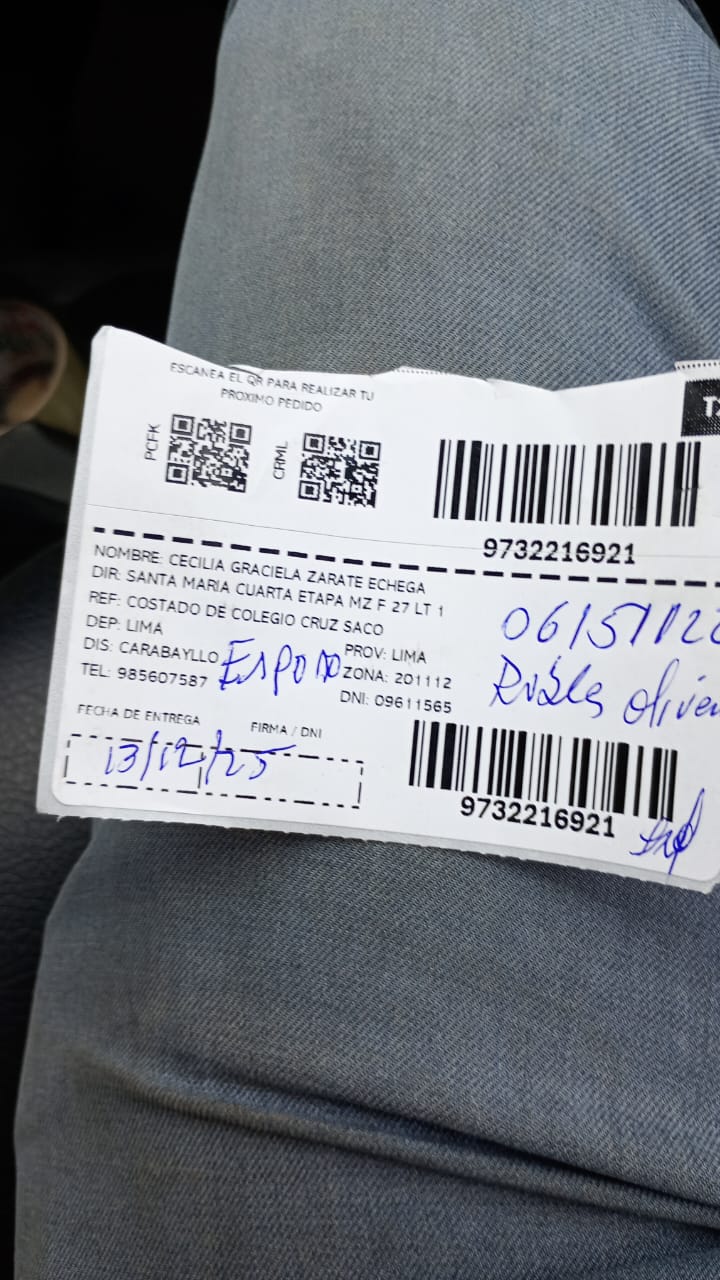 ESCANEA EL QR PARA REALIZAR TU
PROXIMO PEDIDO
PCFK
CRML
9732216921
NOMBRE: CECILIA GRACIELA ZARATE ECHEGA
DIR: SANTA MARIA CUARTA ETAPA MZ F 27 LT 1
REF: COSTADO DE COLEGIO CRUZ SACO
DEP: LIMA PROV: LIMA
DIS: CARABAYLLO ZONA: 201112
TEL: 985607587 DNI: 09611565
Esposo
Robles
FECHA DE ENTREGA FIRMA / DNI
13/12/25
9732216921